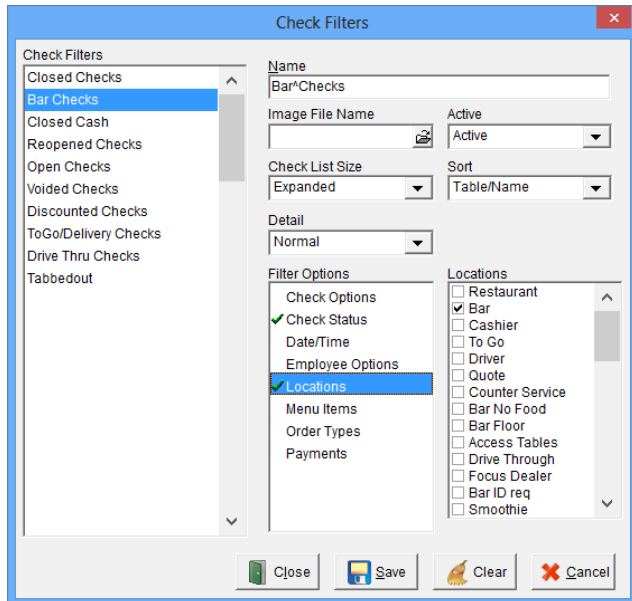 Check Filters
Check Filters
Closed Checks
Bar Checks
Closed Cash
Reopened Checks
Open Checks
Voided Checks
Discounted Checks
ToGo/Delivery Checks
Drive Thru Checks
Tabbedout
Name
Bar^Checks
Image File Name
Active
Active
Check List Size
Sort
Expanded
Table/Name
Detail
Normal
Filter Options
Check Options
Check Status
Date/Time
Employee Options
Locations
Menu Items
Order Types
Payments
Locations
Restaurant
Bar
Cashier
To Go
Driver
Quote
Counter Service
Bar No Food
Bar Floor
Access Tables
Drive Through
Focus Dealer
Bar ID req
Smoothie
Close
Save
Clear
Cancel